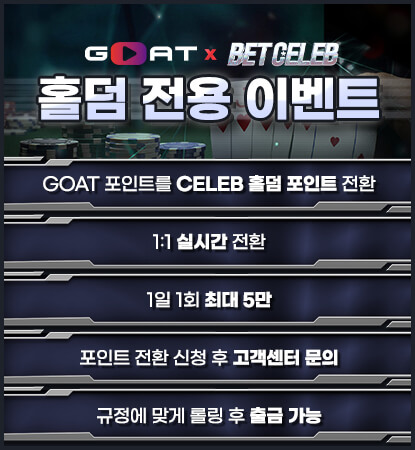 GOAT X BETCELEB
홀덤 전용 이벤트
GOAT 포인트를 CELEB 홀덤 포인트 전환
1:1 실시간 전환
1일 1회 최대 5만
포인트 전환 신청 후 고객센터 문의
규정에 맞게 롤링 후 출금 가능